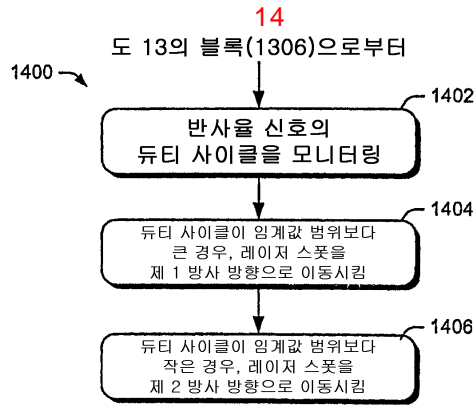 14
도 13의 블록(1306)으로부터
1400
1402
반사율 신호의
듀티 사이클을 모니터링
1404
듀티 사이클이 임계값 범위보다
큰 경우, 레이저 스폿을
제 1 방사 방향으로 이동시킴
1406
듀티 사이클이 임계값 범위보다
작은 경우, 레이저 스폿을
제 2 방사 방향으로 이동시킴